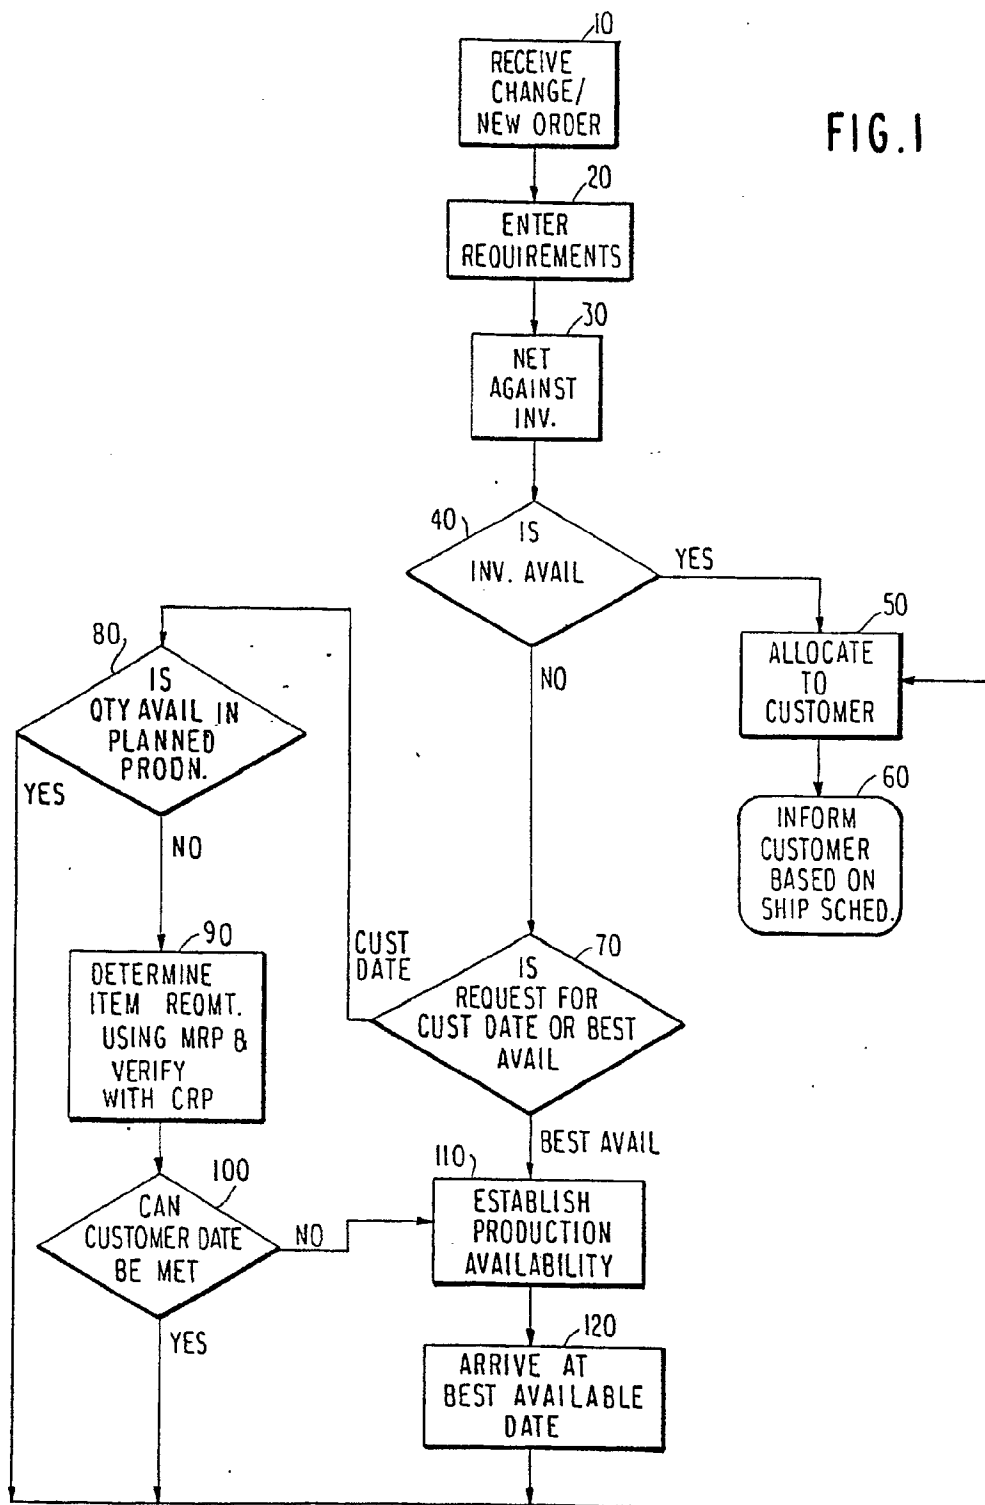 10
RECEIVE
CHANGE/
NEW ORDER
FIG.1
20
ENTER
REQUIREMENTS
30
NET
AGAINST
INV.
40
IS
INV. AVAIL
YES
NO
50
ALLOCATE
TO
CUSTOMER
60
INFORM
CUSTOMER
BASED ON
SHIP SCHED.
70
IS
REQUEST FOR
CUST DATE OR BEST
AVAIL
CUST
DATE
BEST AVAIL
80
IS
QTY AVAIL IN
PLANNED
PRODN.
YES
NO
90
DETERMINE
ITEM REQMT.
USING MRP &
VERIFY
WITH CRP
100
CAN
CUSTOMER DATE
BE MET
NO
YES
110
ESTABLISH
PRODUCTION
AVAILABILITY
120
ARRIVE AT
BEST AVAILABLE
DATE